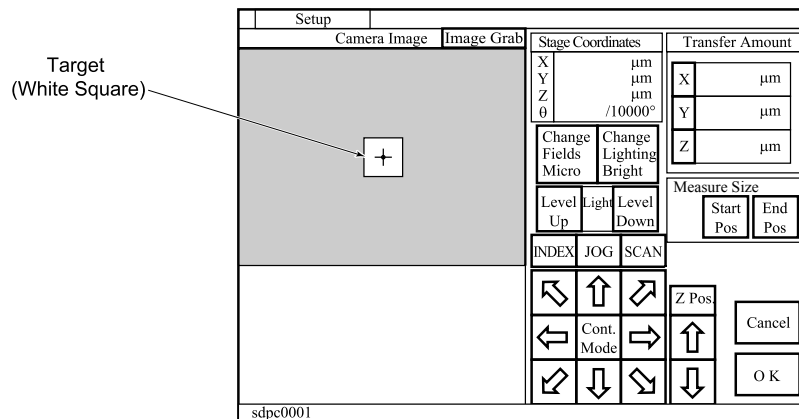 Setup
Camera Image Image Grab
Target
(White Square)
Stage Coordinates
X μm
Y μm
Z μm
θ /10000°
Transfer Amount
X μm
Y μm
Z μm
Change
Fields
Micro
Change
Lighting
Bright
Level
Up
Light
Level
Down
Measure Size
Start
Pos
End
Pos
INDEX JOG SCAN
Cont.
Mode
Z Pos.
Cancel
O K
sdpc0001